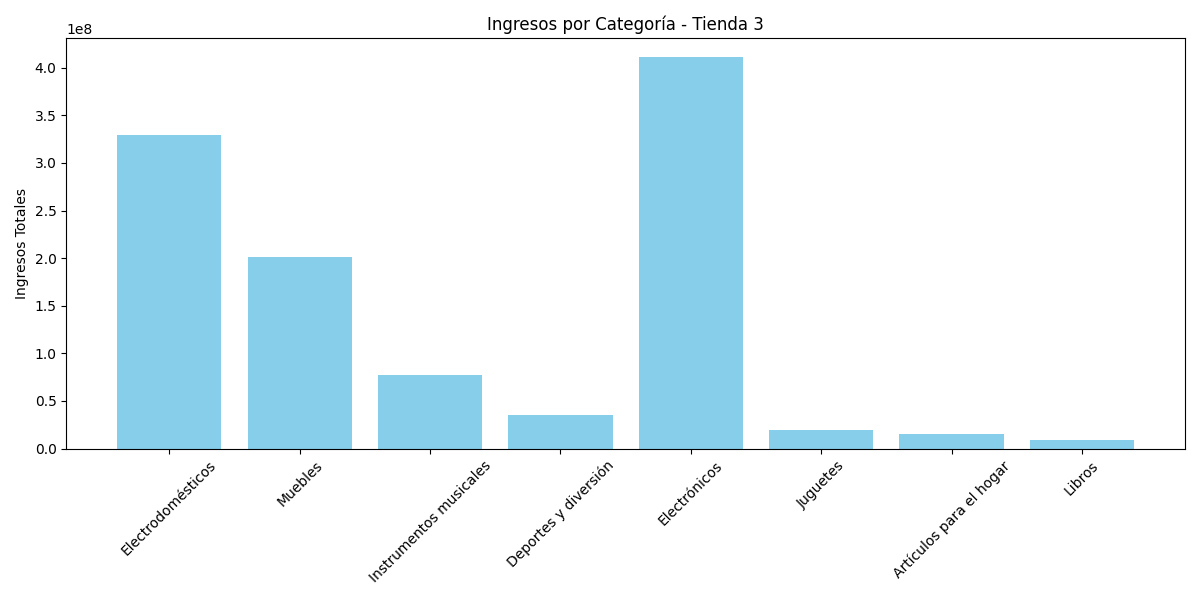 Ingresos por Categoría - Tienda 3
1e8
4.0
3.5
3.0
2.5
2.0
1.5
1.0
0.5
0.0
Ingresos Totales
Electrodomésticos
Muebles
Instrumentos musicales
Deportes y diversión
Electrónicos
Juguetes
Artículos para el hogar
Libros